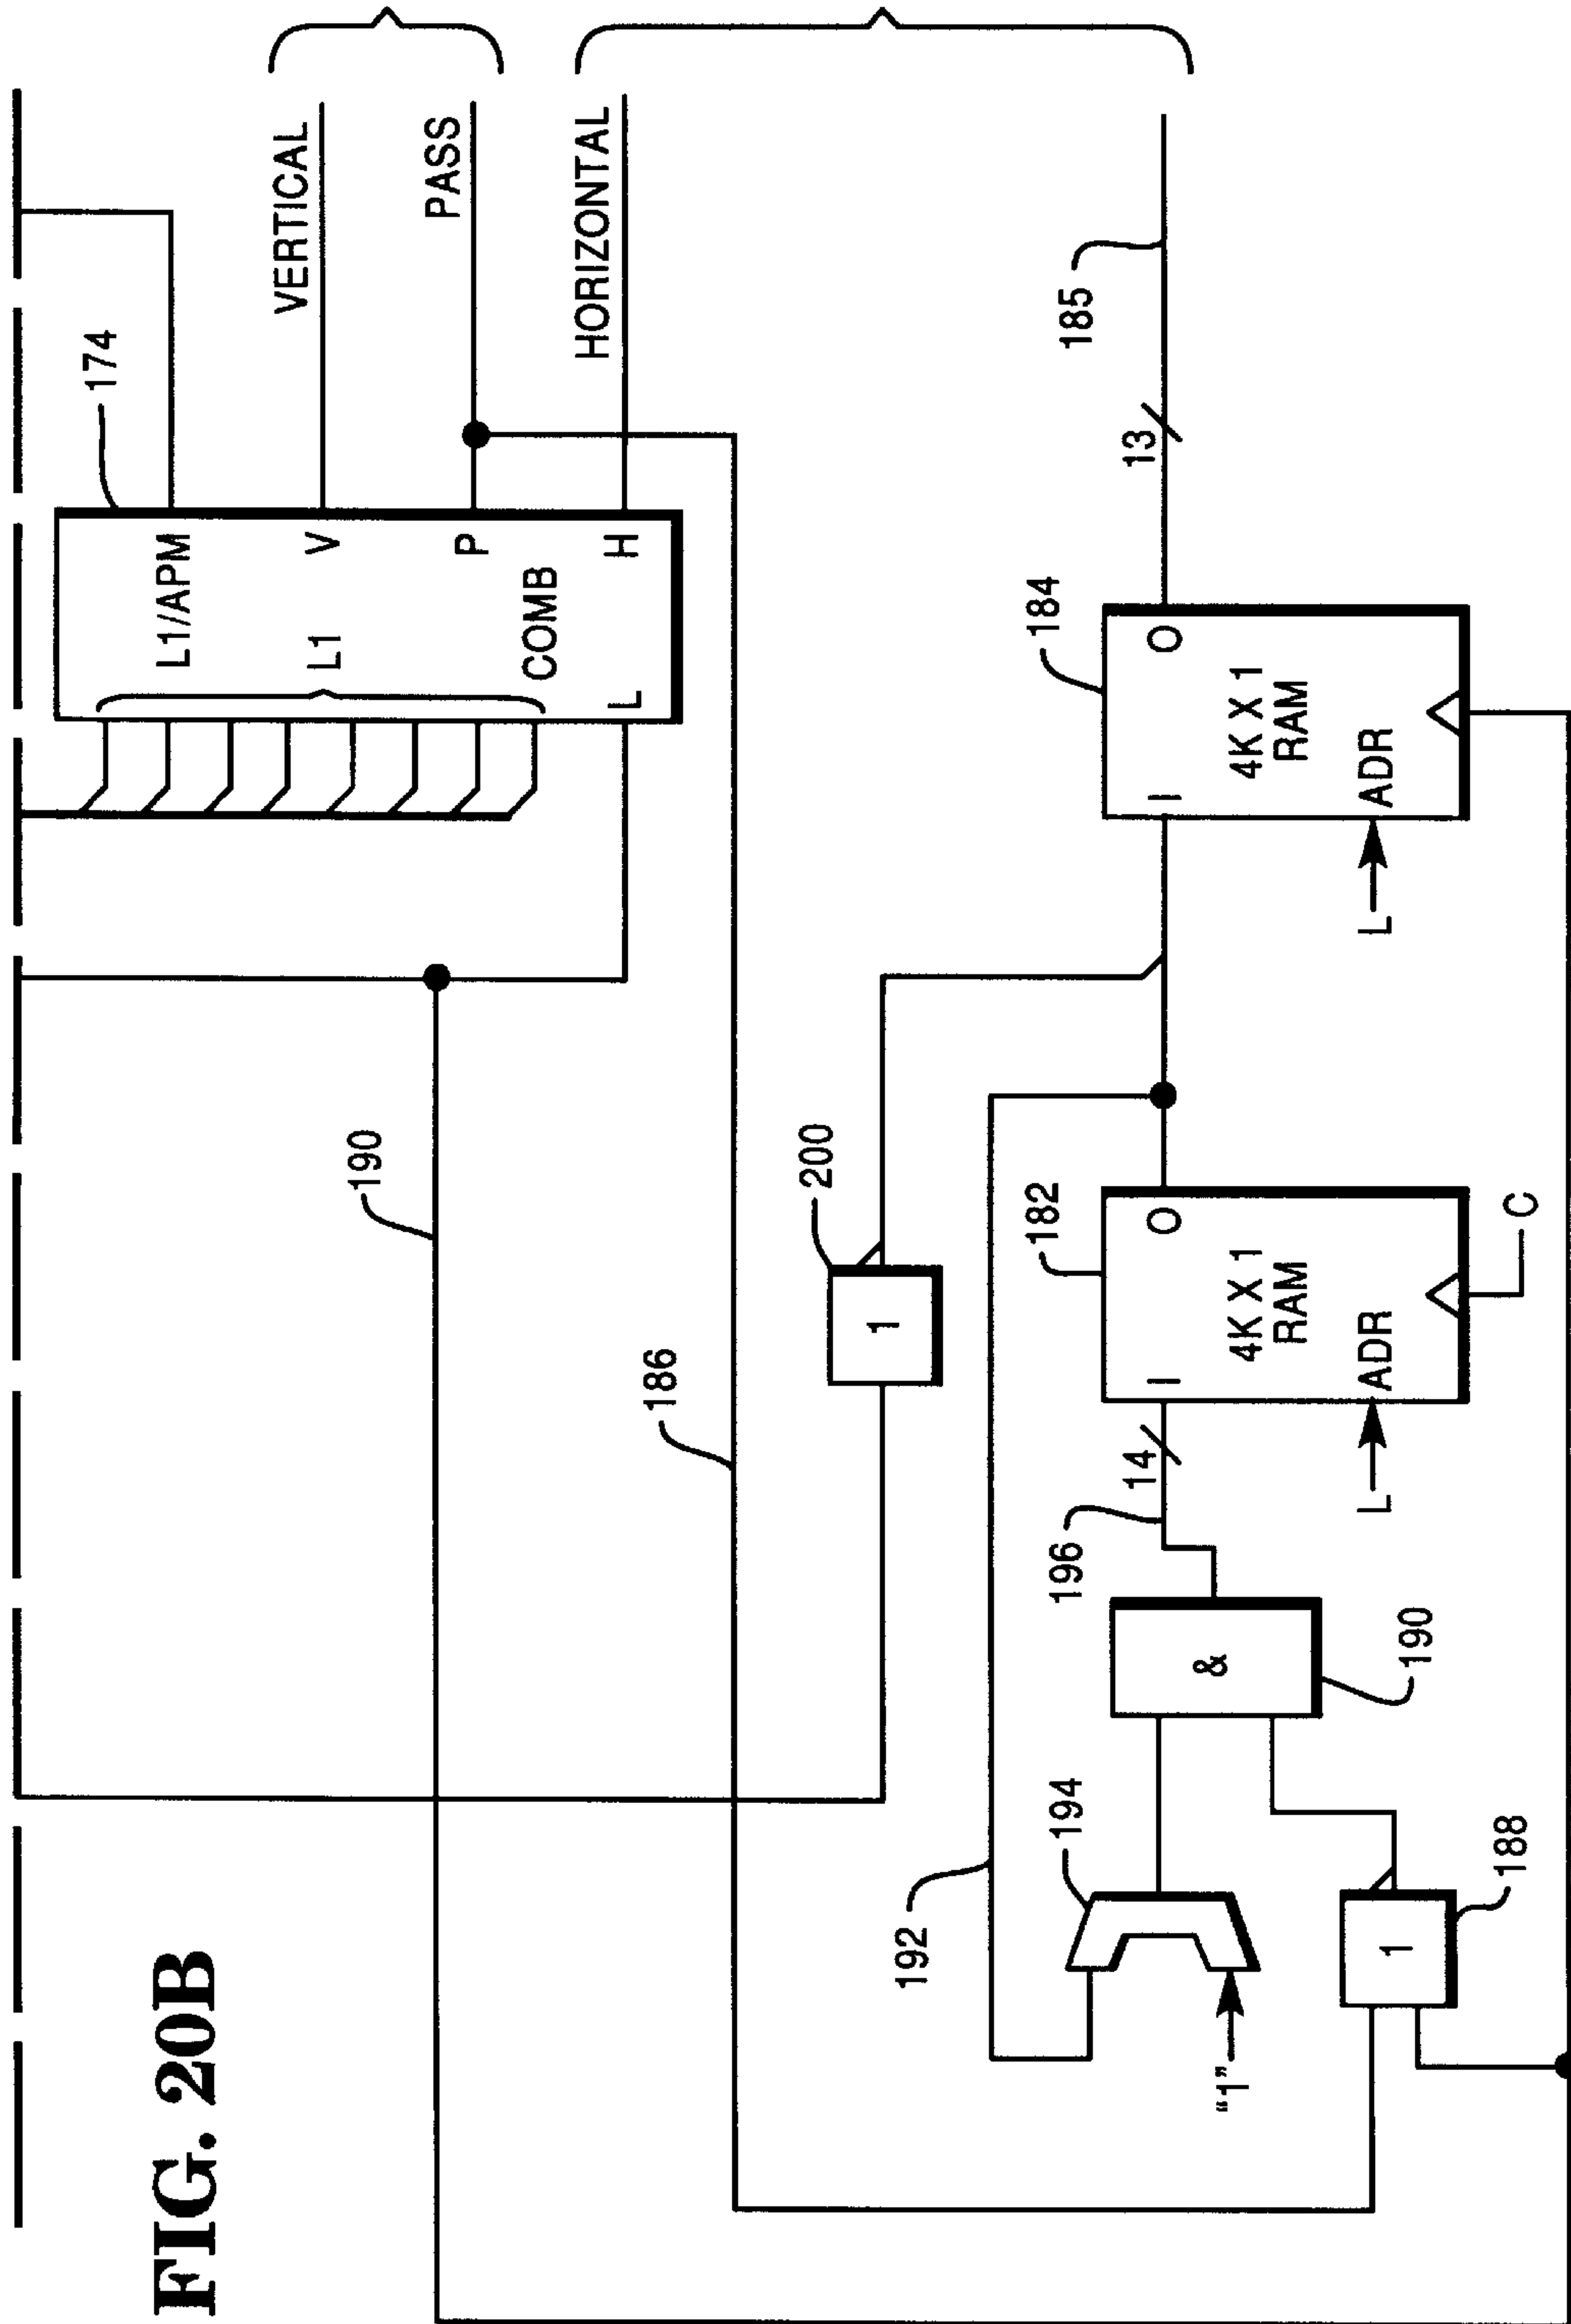 FIG. 20B
174
L1/APM
L1
V
P
COMB
L
H
VERTICAL
PASS
HORIZONTAL
190
186
200
1
192
194
"1"
188
1
&
190
196
14
182
I
O
4K X 1
RAM
L
ADR
C
184
I
O
4K X 1
RAM
L
ADR
13
185